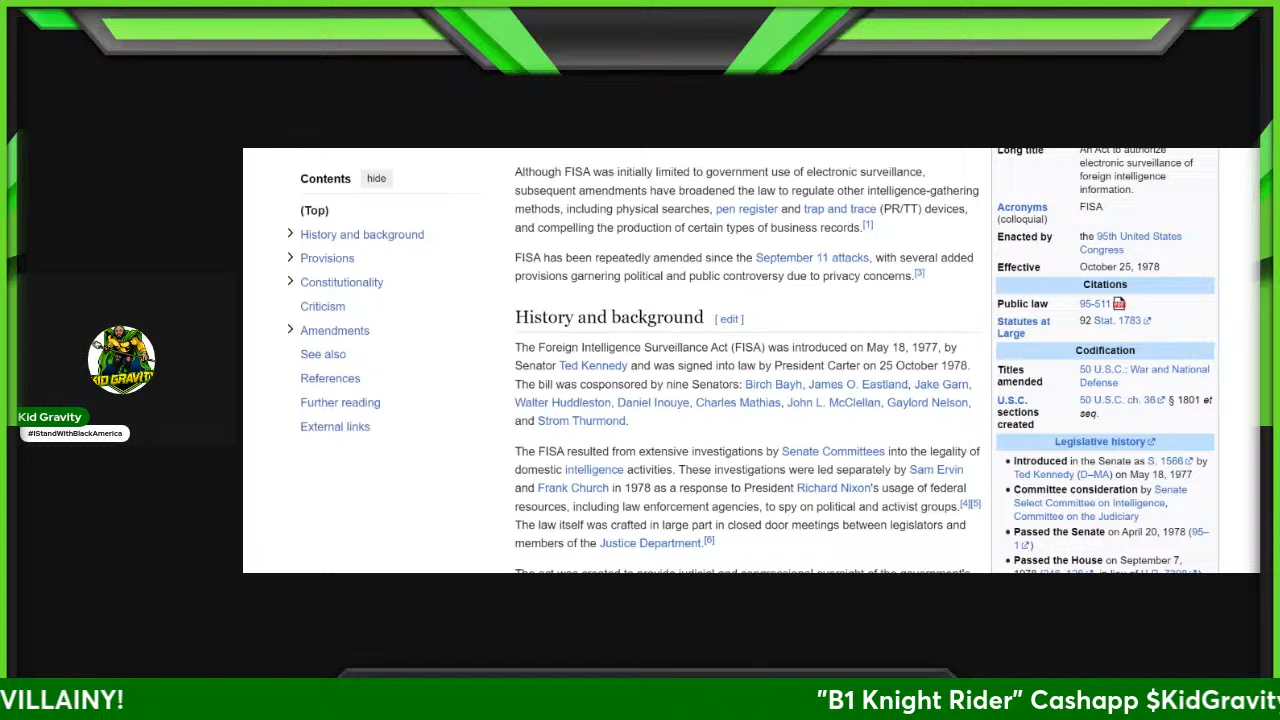 Contents hide
(Top)
History and background
Provisions
Constitutionality
Criticism
Amendments
See also
References
Further reading
External links
Although FISA was initially limited to government use of electronic surveillance,
subsequent amendments have broadened the law to regulate other intelligence-gathering
methods, including physical searches, pen register and trap and trace (PR/TT) devices,
and compelling the production of certain types of business records.[1]
FISA has been repeatedly amended since the September 11 attacks, with several added
provisions garnering political and public controversy due to privacy concerns.[3]
History and background [ edit ]
The Foreign Intelligence Surveillance Act (FISA) was introduced on May 18, 1977, by
Senator Ted Kennedy and was signed into law by President Carter on 25 October 1978.
The bill was cosponsored by nine Senators: Birch Bayh, James O. Eastland, Jake Garn,
Walter Huddleston, Daniel Inouye, Charles Mathias, John L. McClellan, Gaylord Nelson,
and Strom Thurmond.
The FISA resulted from extensive investigations by Senate Committees into the legality of
domestic intelligence activities. These investigations were led separately by Sam Ervin
and Frank Church in 1978 as a response to President Richard Nixon's usage of federal
resources, including law enforcement agencies, to spy on political and activist groups.[4][5]
The law itself was crafted in large part in closed door meetings between legislators and
members of the Justice Department.[6]
The act was created to provide judicial and congressional oversight of the government's
Long title An Act to authorize
electronic surveillance of
foreign intelligence
information.
Acronyms FISA
(colloquial)
Enacted by the 95th United States
Congress
Effective October 25, 1978
Citations
Public law 95-511
Statutes at 92 Stat. 1783
Large
Codification
Titles 50 U.S.C.: War and National
amended Defense
U.S.C. 50 U.S.C. ch. 36 § 1801 et
sections seq.
created
Legislative history
• Introduced in the Senate as S. 1566 by
Ted Kennedy (D–MA) on May 18, 1977
• Committee consideration by Senate
Select Committee on Intelligence,
Committee on the Judiciary
• Passed the Senate on April 20, 1978 (95–
1)
• Passed the House on September 7,
KID GRAVITY
Kid Gravity
#IStandWithBlackAmerica
VILLAINY! "B1 Knight Rider" Cashapp $KidGravity